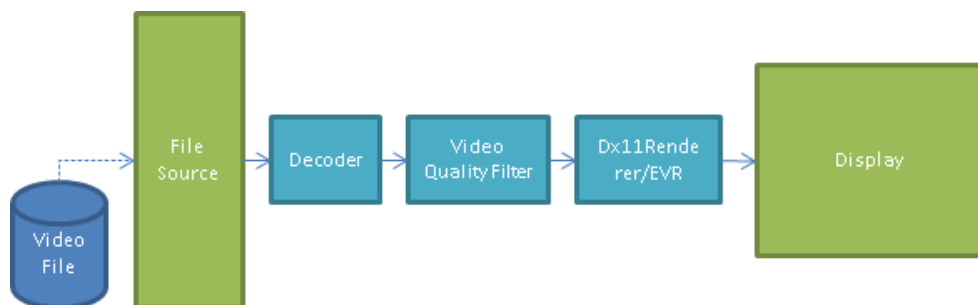 Video
File
File
Source
Decoder
Video
Quality Filter
Dx11Rende
rer/EVR
Display